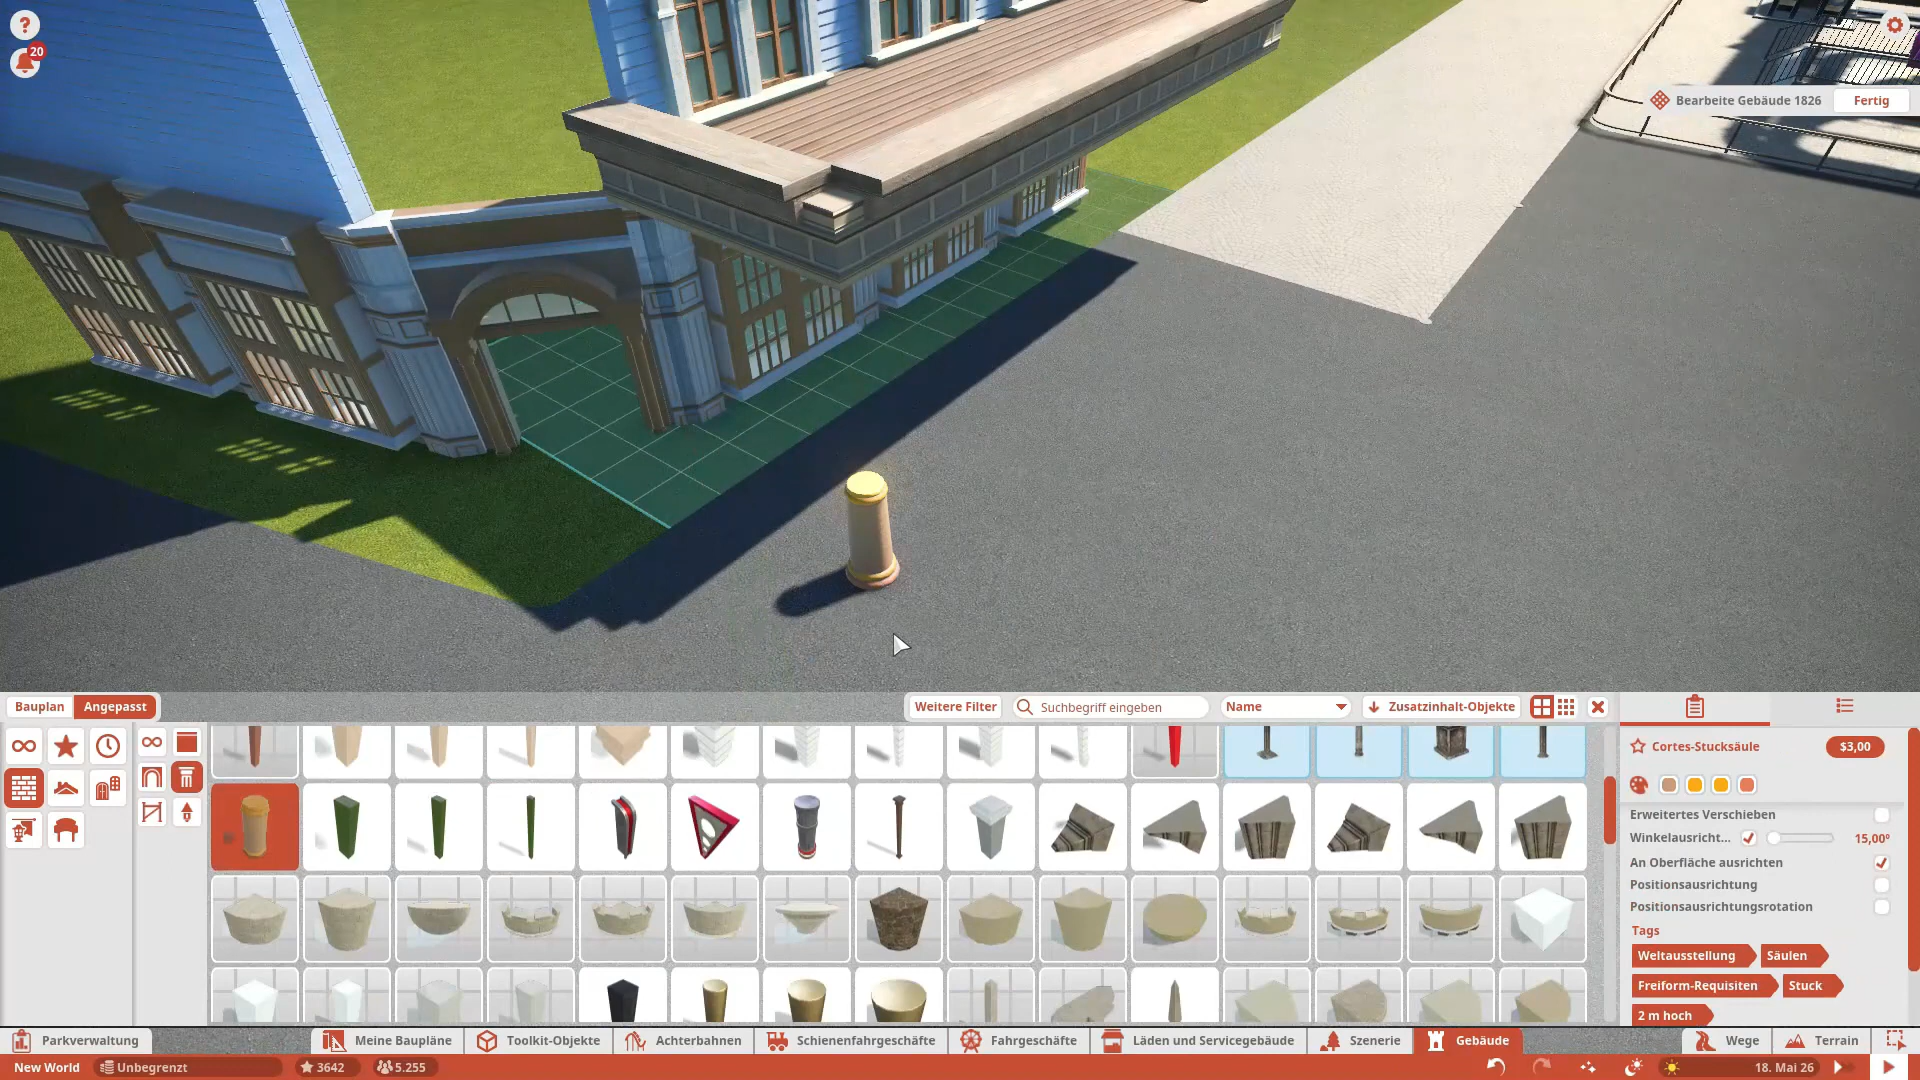 ?
20
Bearbeite Gebäude 1826
Fertig
Bauplan
Angepasst
Weitere Filter
Suchbegriff eingeben
Name
Zusatzinhalt-Objekte
Cortes-Stucksäule
$3,00
Erweitertes Verschieben
Winkelausricht...
15,00°
An Oberfläche ausrichten
Positionsausrichtung
Positionsausrichtungsrotation
Tags
Weltausstellung
Säulen
Freiform-Requisiten
Stuck
2 m hoch
Parkverwaltung
Meine Baupläne
Toolkit-Objekte
Achterbahnen
Schienenfahrgeschäfte
Fahrgeschäfte
Läden und Servicegebäude
Szenerie
Gebäude
Wege
Terrain
New World
Unbegrenzt
3642
5.255
18. Mai 26